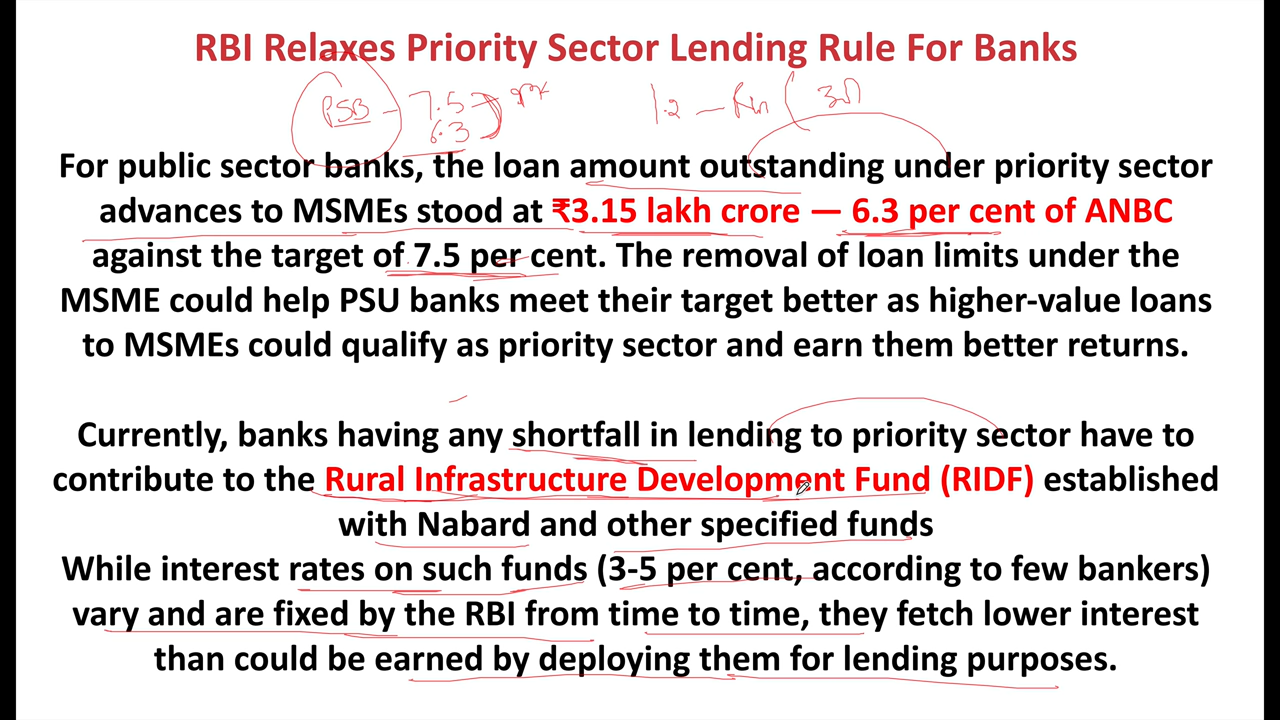 RBI Relaxes Priority Sector Lending Rule For Banks
PSB - 7.5
6.3
1.2
For public sector banks, the loan amount outstanding under priority sector
advances to MSMEs stood at ₹3.15 lakh crore — 6.3 per cent of ANBC
against the target of 7.5 per cent. The removal of loan limits under the
MSME could help PSU banks meet their target better as higher-value loans
to MSMEs could qualify as priority sector and earn them better returns.
Currently, banks having any shortfall in lending to priority sector have to
contribute to the Rural Infrastructure Development Fund (RIDF) established
with Nabard and other specified funds
While interest rates on such funds (3-5 per cent, according to few bankers)
vary and are fixed by the RBI from time to time, they fetch lower interest
than could be earned by deploying them for lending purposes.